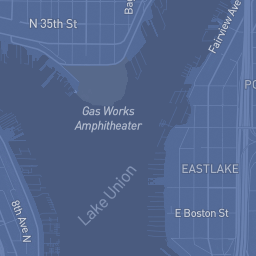 N 35th St
Fairview Ave
Gas Works
Amphitheater
EASTLAKE
Lake Union
8th Ave N
E Boston St